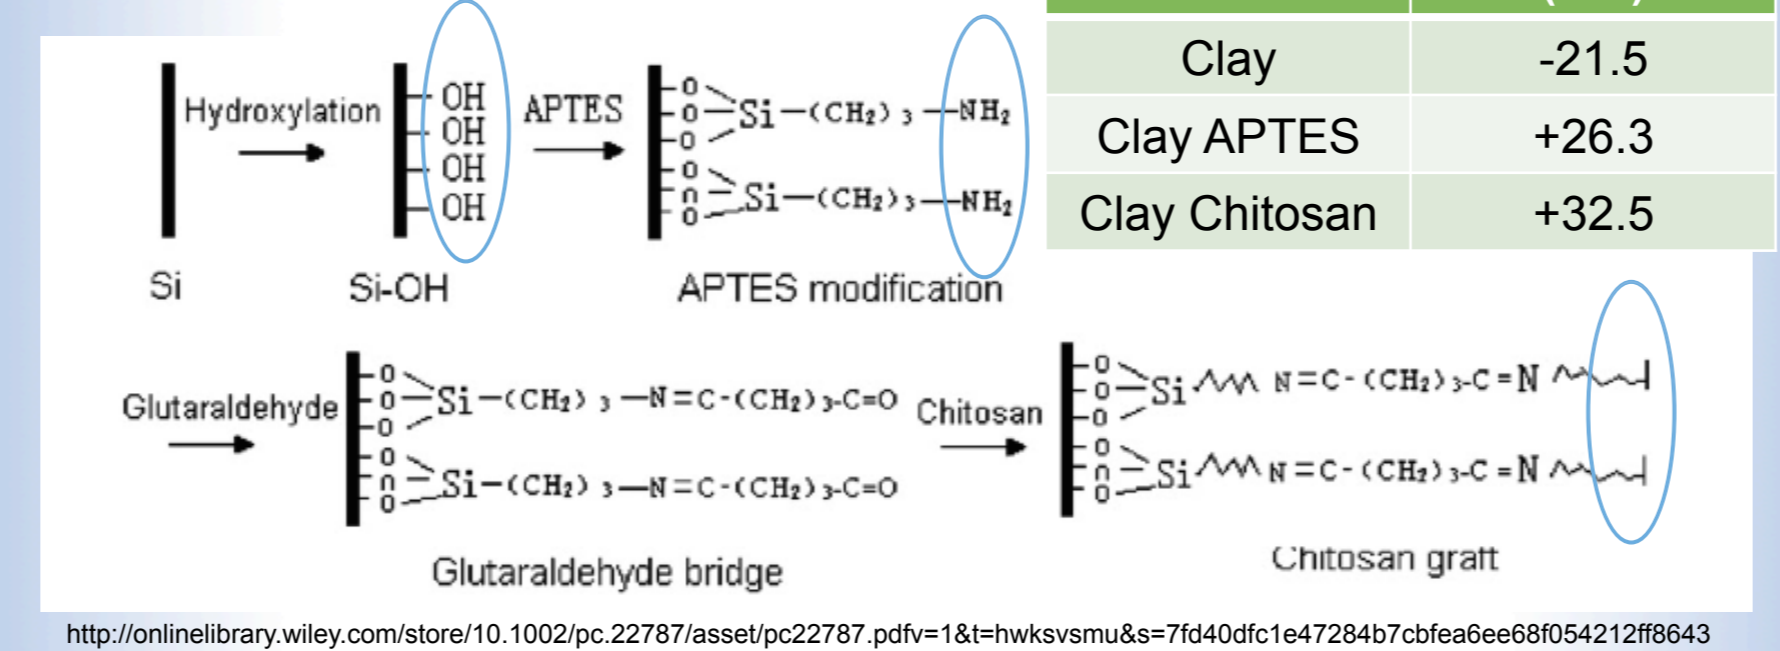 Clay -21.5
Clay APTES +26.3
Clay Chitosan +32.5
Hydroxylation
OH
OH
OH
OH
APTES
O
O
O
Si—(CH2)3—NH2
O
n
O
Si—(CH2)3—NH2
Si
Si-OH
APTES modification
Glutaraldehyde
O
O
O
Si—(CH2)3—N=C-(CH2)3-C=O
O
n
O
Si—(CH2)3—N=C-(CH2)3-C=O
Glutaraldehyde bridge
Chitosan
O
O
O
Si N=C-(CH2)3-C=N
O
n
O
Si N=C-(CH2)3-C=N
Chitosan graft
http://onlinelibrary.wiley.com/store/10.1002/pc.22787/asset/pc22787.pdfv=1&t=hwksvsmu&s=7fd40dfc1e47284b7cbfea6ee68f054212ff8643